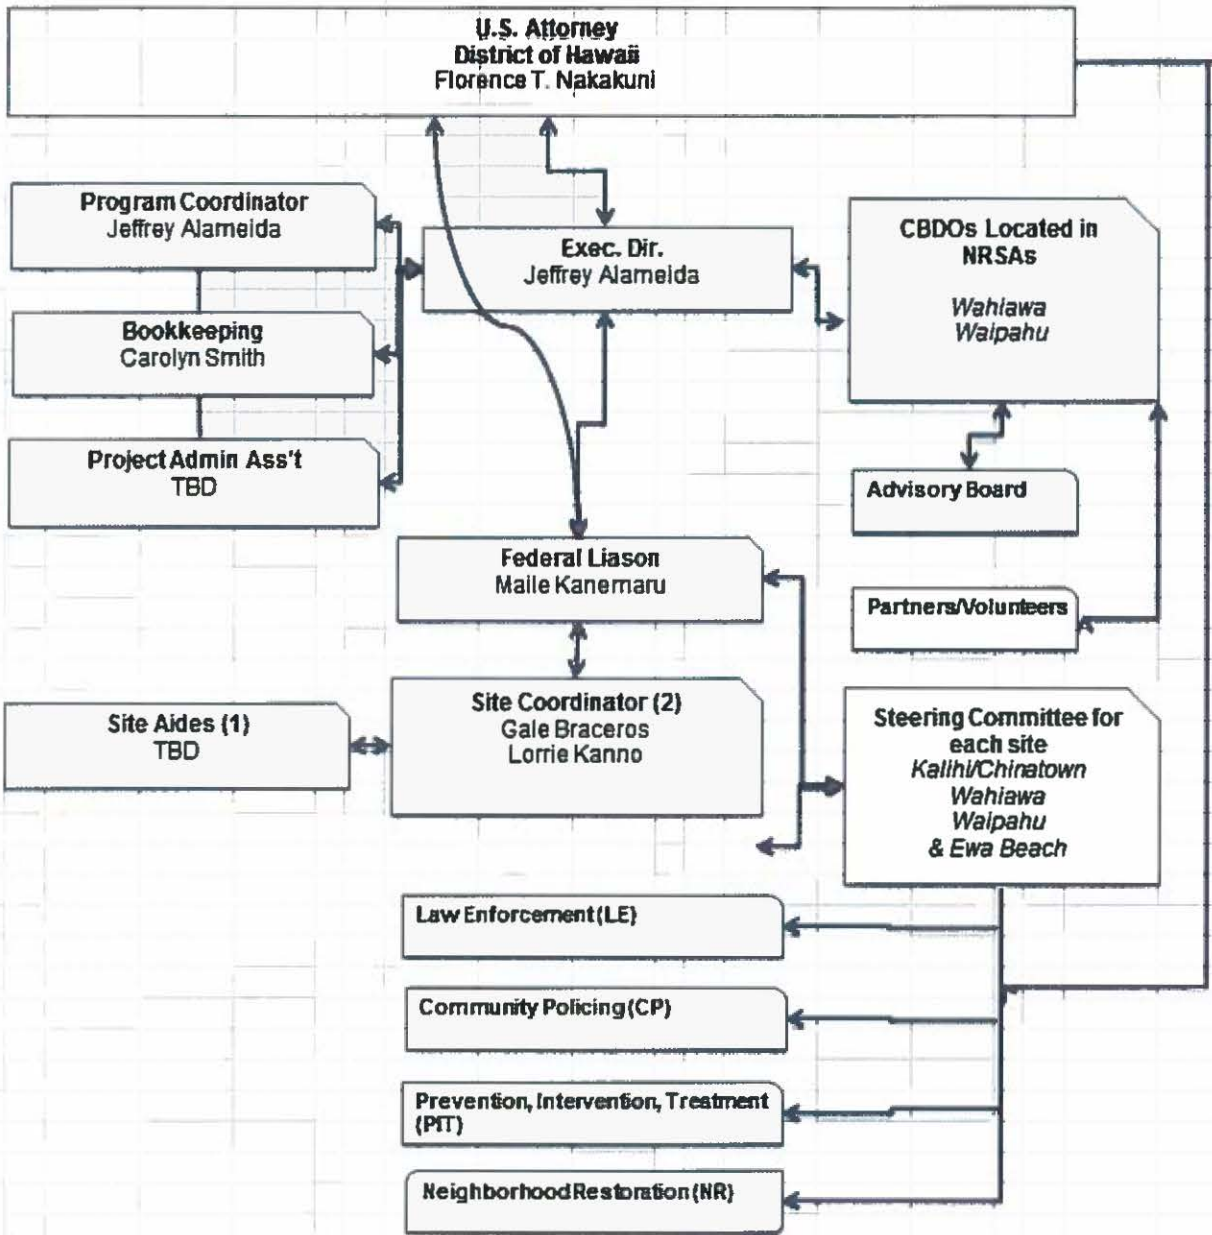 U.S. Attorney
District of Hawaii
Florence T. Nakakuni
Program Coordinator
Jeffrey Alameida
Exec. Dir.
Jeffrey Alameida
CBDOs Located in
NRSAs
Wahiawa
Waipahu
Bookkeeping
Carolyn Smith
Project Admin Ass't
TBD
Advisory Board
Federal Liason
Maile Kanemaru
Partners/Volunteers
Site Aides (1)
TBD
Site Coordinator (2)
Gale Braceros
Lorrie Kanno
Steering Committee for
each site
Kalihi/Chinatown
Wahiawa
Waipahu
& Ewa Beach
Law Enforcement (LE)
Community Policing (CP)
Prevention, Intervention, Treatment
(PIT)
Neighborhood Restoration (NR)